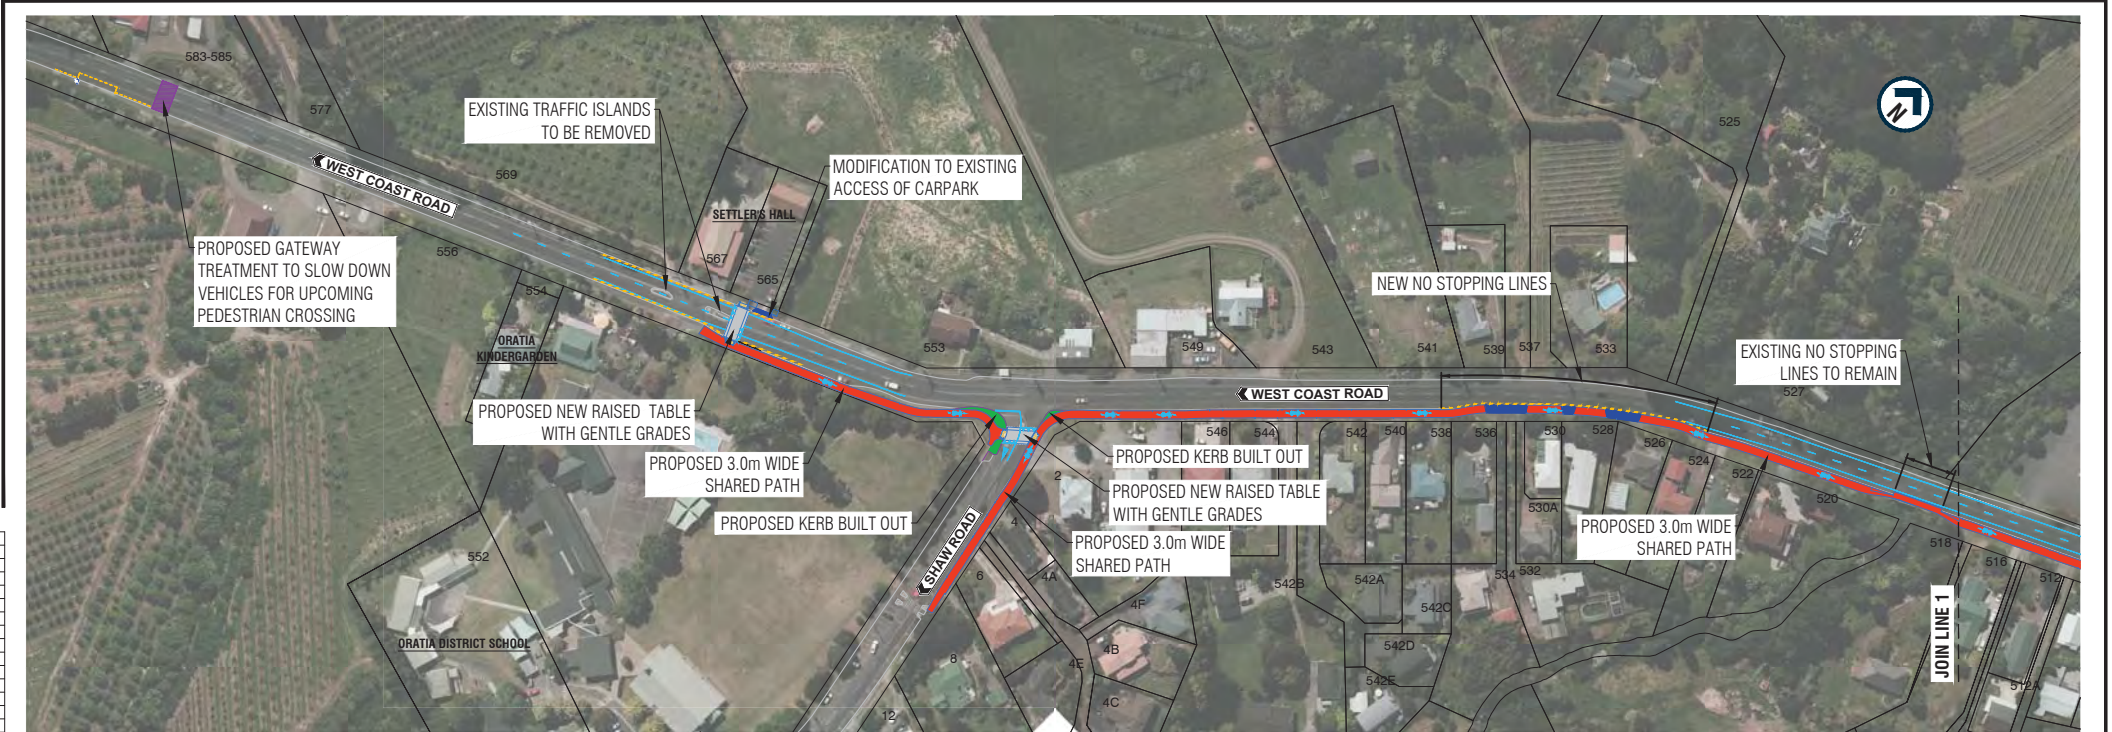 583-585
577
EXISTING TRAFFIC ISLANDS
TO BE REMOVED
MODIFICATION TO EXISTING
ACCESS OF CARPARK
WEST COAST ROAD
569
SETTLER'S HALL
567
565
PROPOSED GATEWAY
TREATMENT TO SLOW DOWN
VEHICLES FOR UPCOMING
PEDESTRIAN CROSSING
556
554
ORATIA
KINDERGARDEN
553
549
543
541
539
537
533
525
527
N
NEW NO STOPPING LINES
EXISTING NO STOPPING
LINES TO REMAIN
WEST COAST ROAD
PROPOSED NEW RAISED TABLE
WITH GENTLE GRADES
PROPOSED 3.0m WIDE
SHARED PATH
PROPOSED KERB BUILT OUT
PROPOSED KERB BUILT OUT
PROPOSED NEW RAISED TABLE
WITH GENTLE GRADES
PROPOSED 3.0m WIDE
SHARED PATH
PROPOSED 3.0m WIDE
SHARED PATH
546
544
542
540
538
536
530
528
526
524
522
520
518
516
512
512A
530A
532
534
542A
542B
542C
542D
542E
2
4
4A
4F
4B
4E
4C
6
8
12
SHAW ROAD
552
ORATIA DISTRICT SCHOOL
JOIN LINE 1